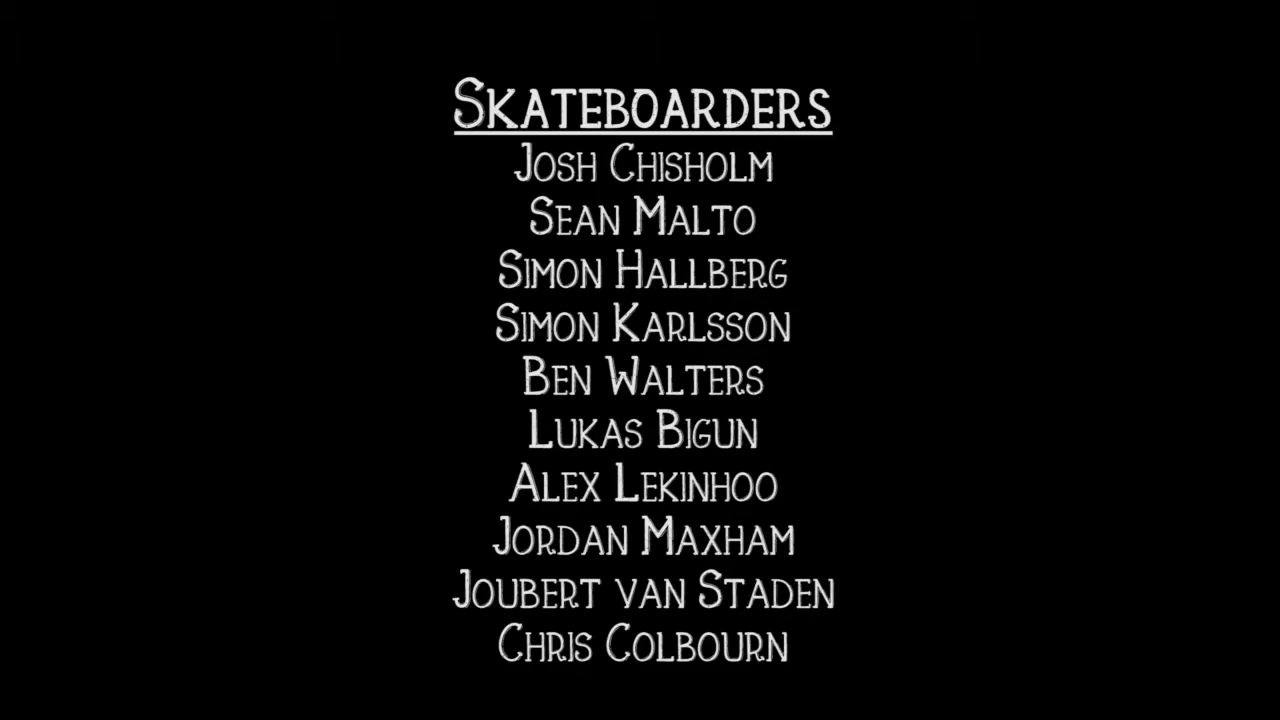 Skateboarders
Josh Chisholm
Sean Malto
Simon Hallberg
Simon Karlsson
Ben Walters
Lukas Bigun
Alex Lekinhoo
Jordan Maxham
Joubert van Staden
Chris Colbourn